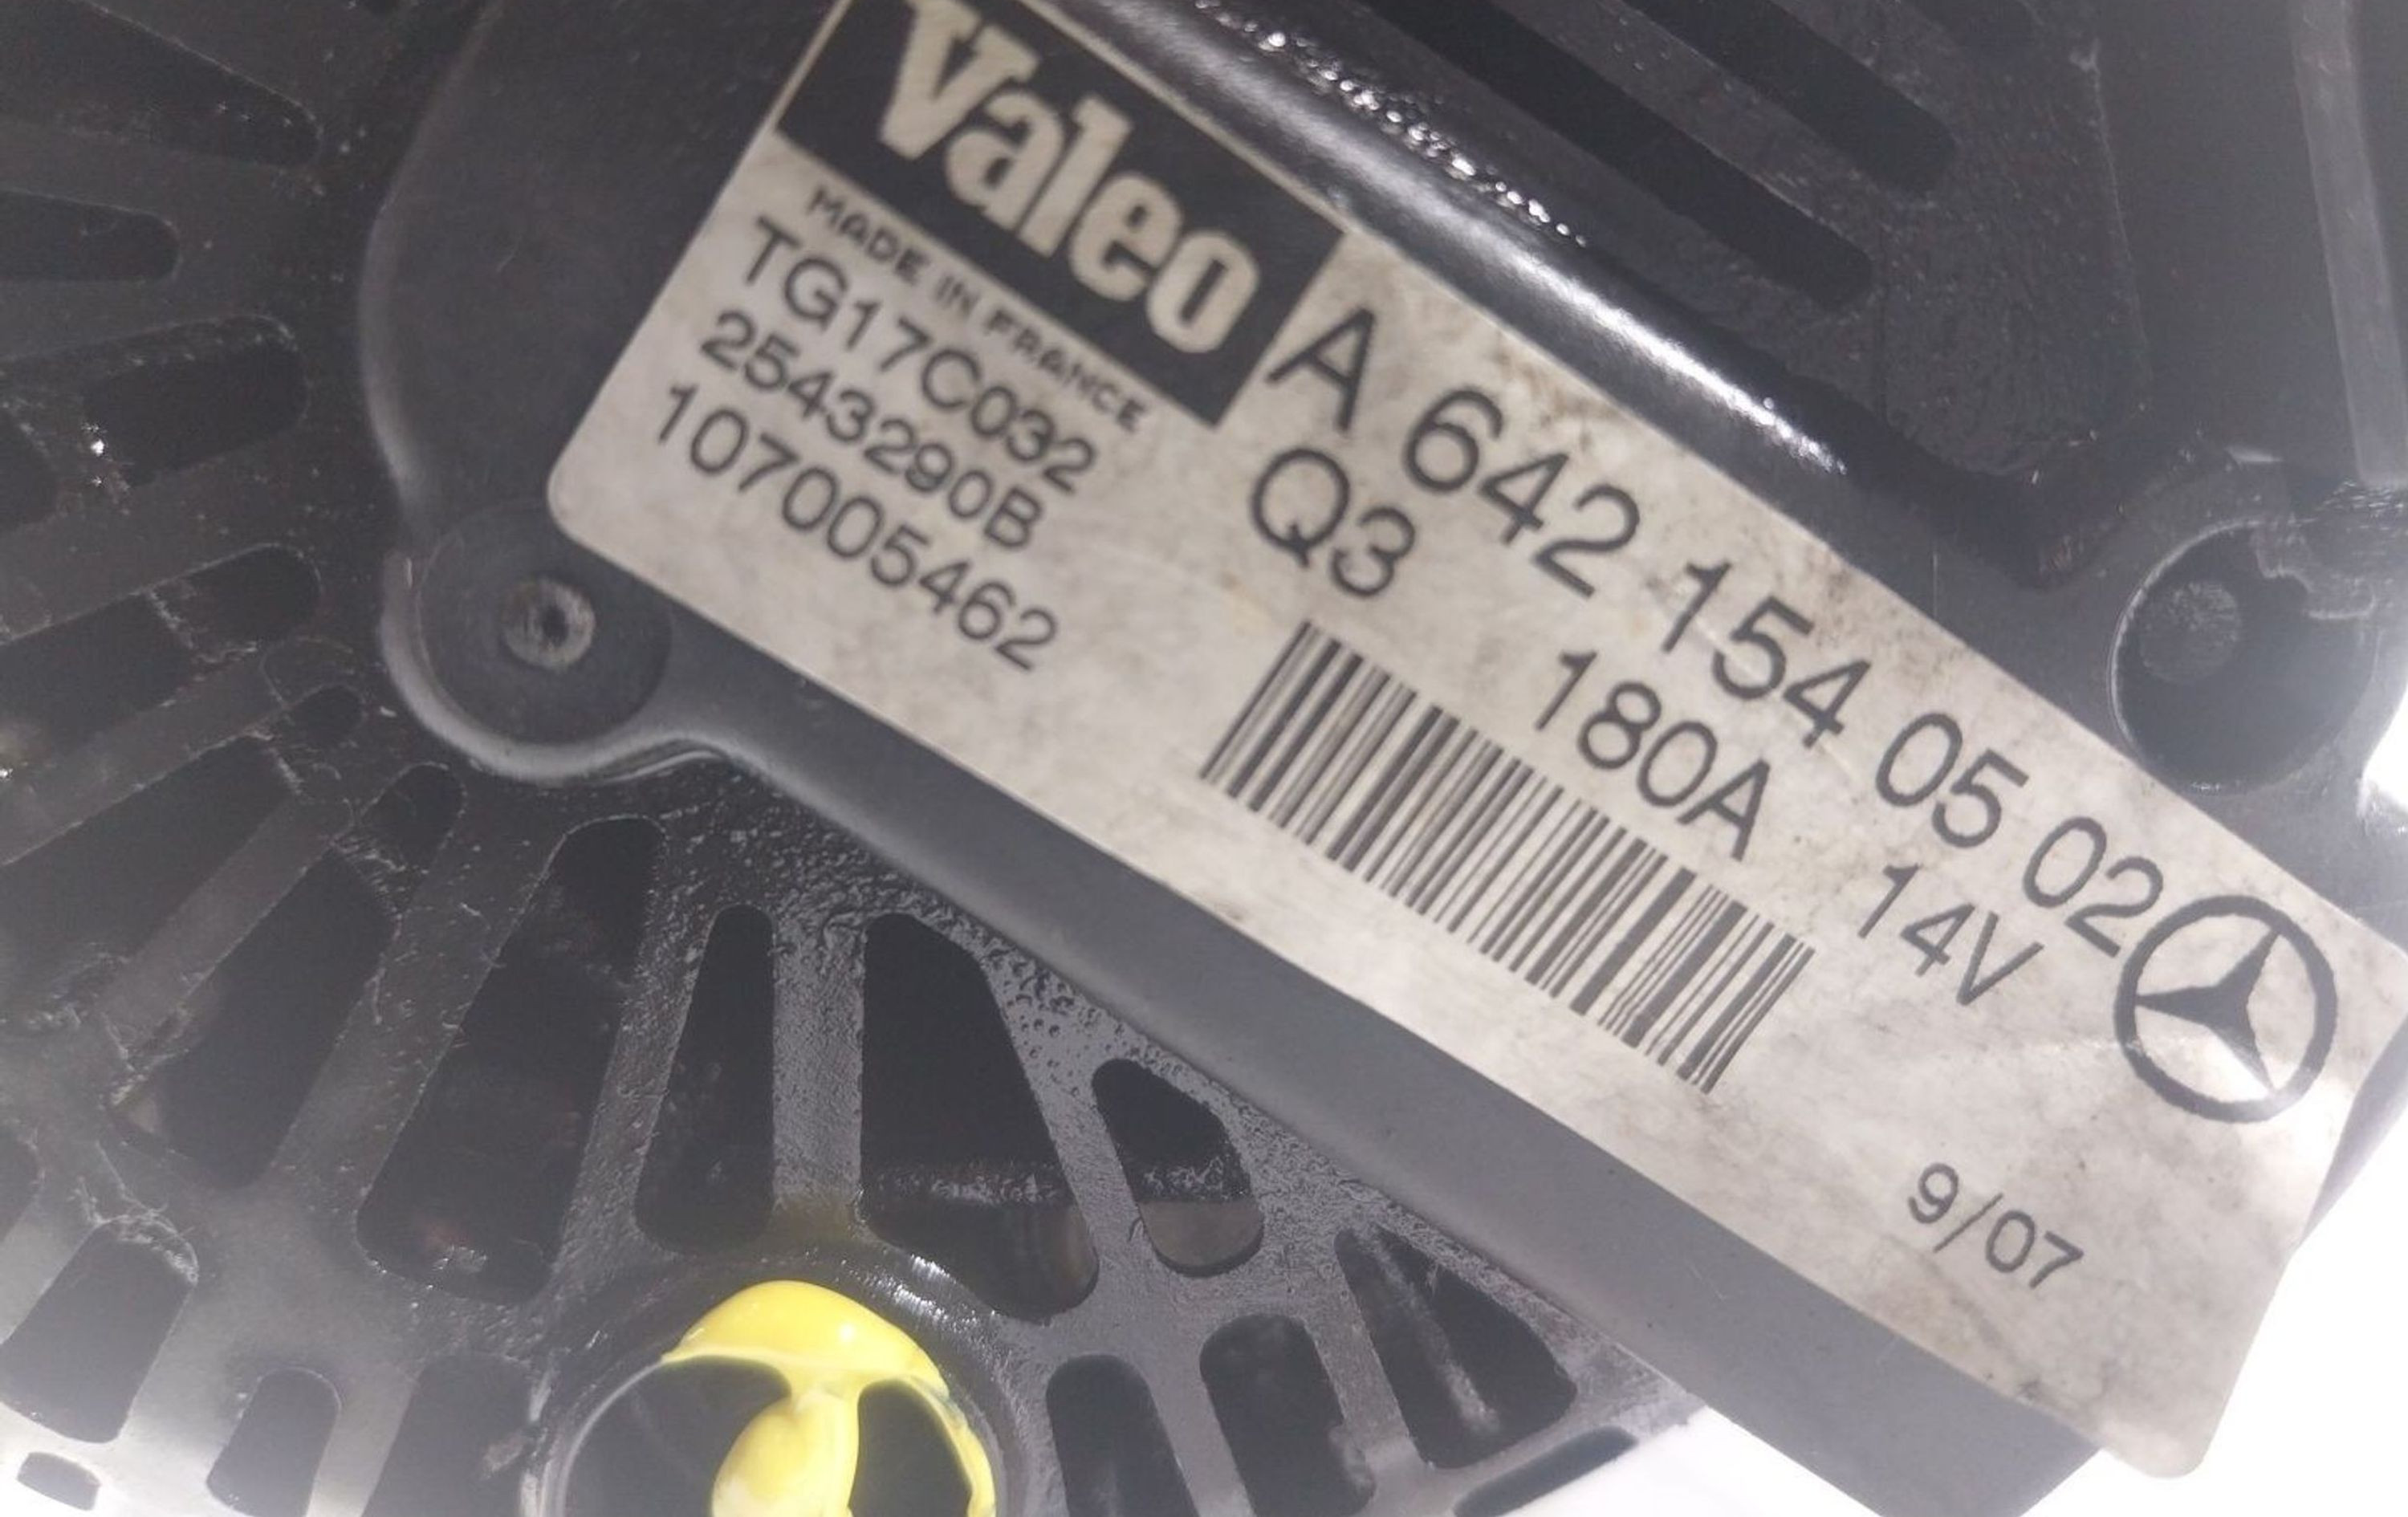 Valeo
MADE IN FRANCE
TG17C032
2543290B
107005462
A 642 154 05 02
Q3 180A 14V
9/07